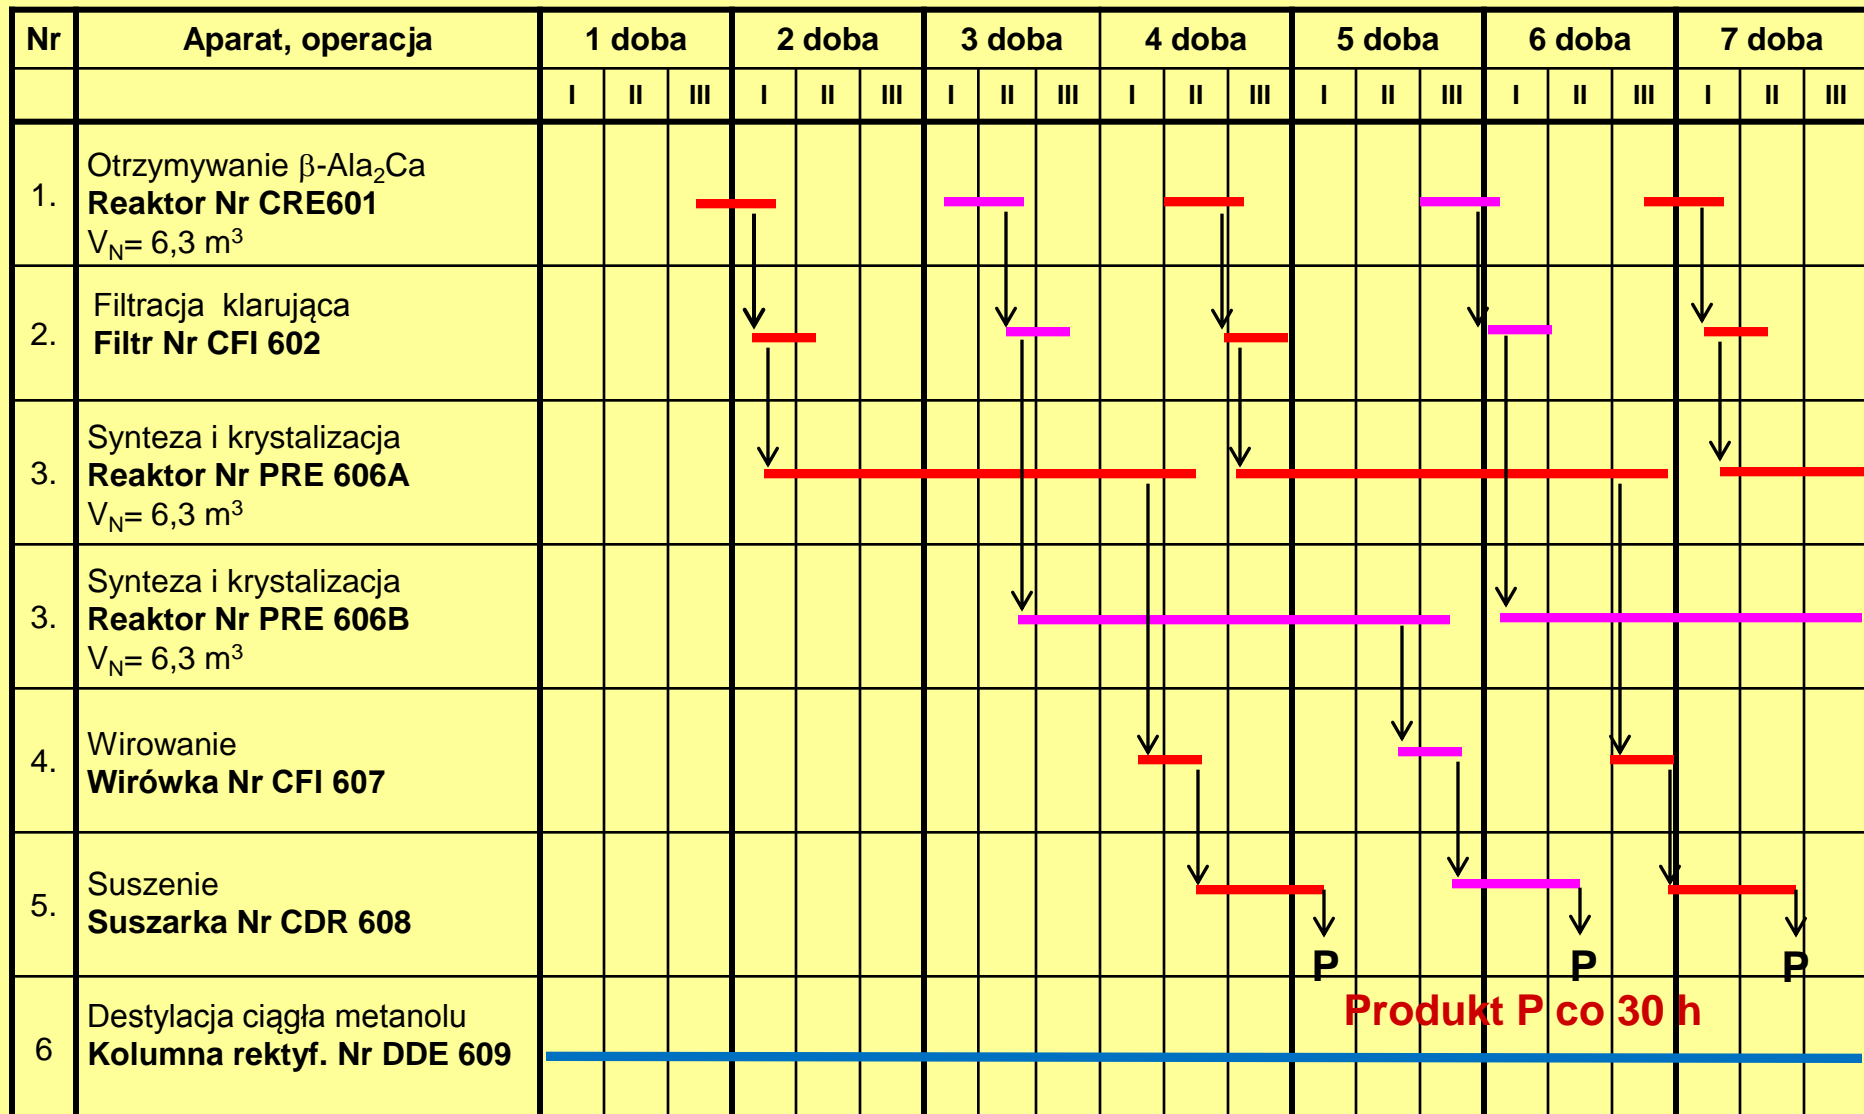 Nr Aparat, operacja 1 doba 2 doba 3 doba 4 doba 5 doba 6 doba 7 doba
I II III I II III I II III I II III I II III I II III I II III
1. Otrzymywanie β-Ala₂Ca
Reaktor Nr CRE601
V_N= 6,3 m³
2. Filtracja klarująca
Filtr Nr CFI 602
3. Synteza i krystalizacja
Reaktor Nr PRE 606A
V_N= 6,3 m³
3. Synteza i krystalizacja
Reaktor Nr PRE 606B
V_N= 6,3 m³
4. Wirowanie
Wirówka Nr CFI 607
5. Suszenie
Suszarka Nr CDR 608
P P P
Produkt P co 30 h
6 Destylacja ciągła metanolu
Kolumna rektyf. Nr DDE 609